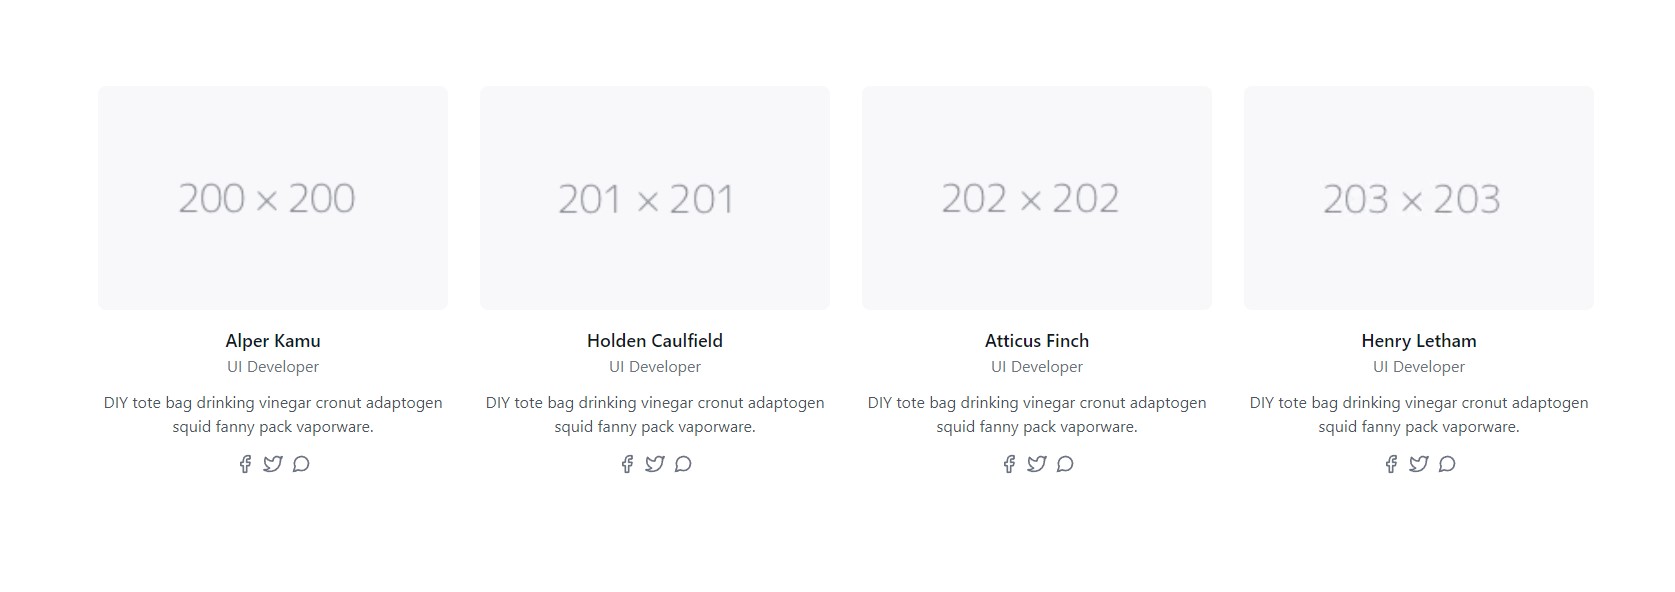 200 × 200
Alper Kamu
UI Developer
DIY tote bag drinking vinegar cronut adaptogen
squid fanny pack vaporware.
201 × 201
Holden Caulfield
UI Developer
DIY tote bag drinking vinegar cronut adaptogen
squid fanny pack vaporware.
202 × 202
Atticus Finch
UI Developer
DIY tote bag drinking vinegar cronut adaptogen
squid fanny pack vaporware.
203 × 203
Henry Letham
UI Developer
DIY tote bag drinking vinegar cronut adaptogen
squid fanny pack vaporware.